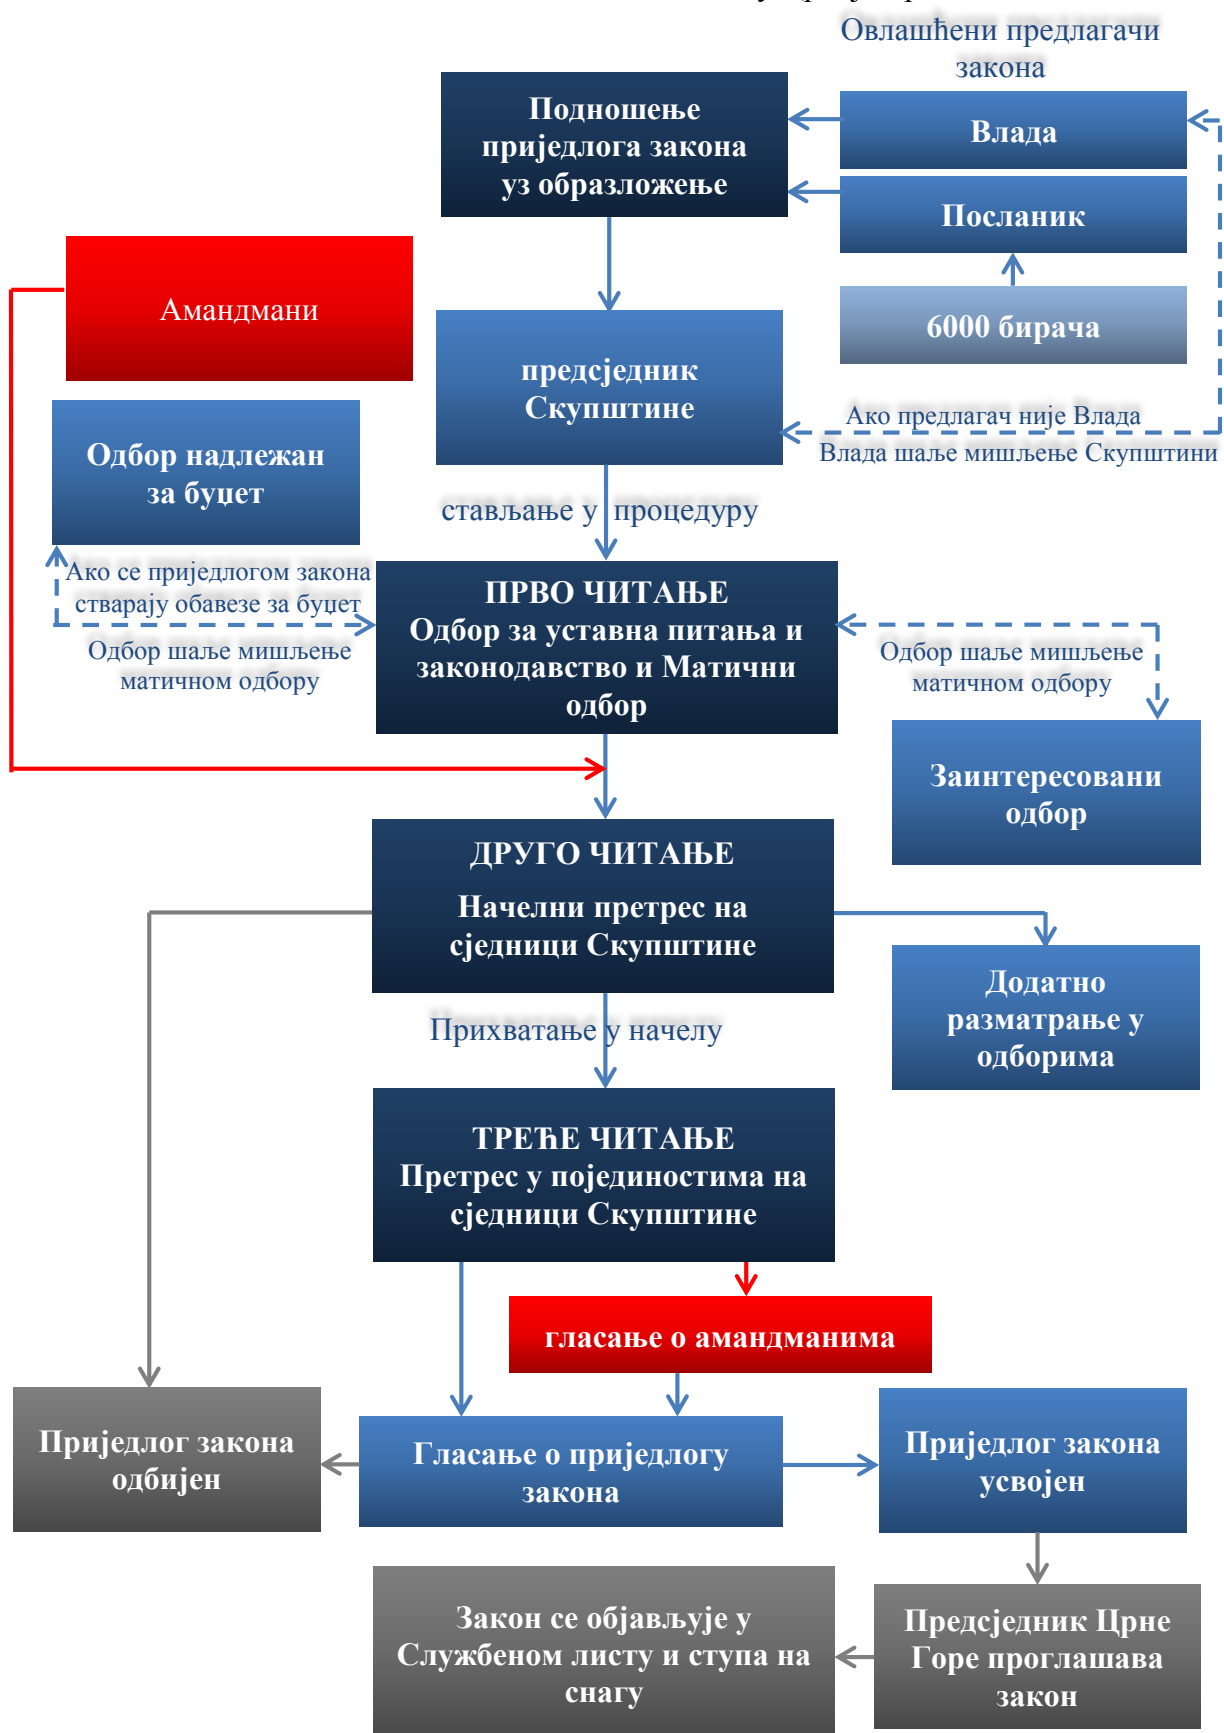 Овлашћени предлагачи
закона
Подношење
приједлога закона
уз образложење
Влада
Посланик
6000 бирача
Амандмани
предсједник
Скупштине
Ако предлагач није Влада
Влада шаље мишљење Скупштини
Одбор надлежан
за буџет
стављање у процедуру
Ако се приједлогом закона
стварају обавезе за буџет
Одбор шаље мишљење
матичном одбору
ПРВО ЧИТАЊЕ
Одбор за уставна питања и
законодавство и Матични
одбор
Одбор шаље мишљење
матичном одбору
Заинтересовани
одбор
ДРУГО ЧИТАЊЕ
Начелни претрес на
сједници Скупштине
Додатно
разматрање у
одборима
Прихватање у начелу
ТРЕЋЕ ЧИТАЊЕ
Претрес у појединостима на
сједници Скупштине
гласање о амандманима
Приједлог закона
одбијен
Гласање о приједлогу
закона
Приједлог закона
усвојен
Закон се објављује у
Службеном листу и ступа на
снагу
Предсједник Црне
Горе проглашава
закон